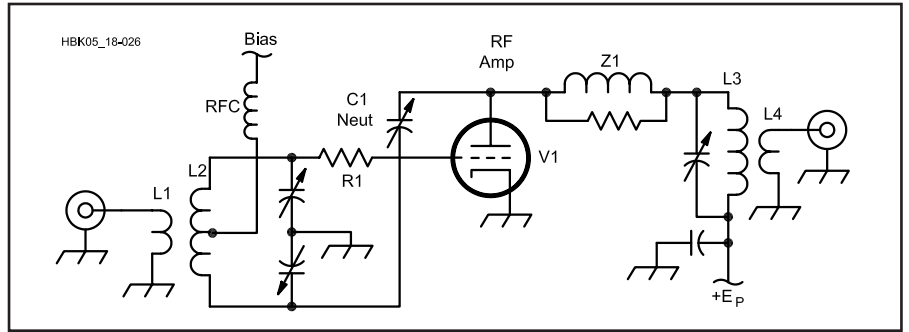 HBK05_18-026
Bias
RFC
L1
L2
C1
Neut
R1
RF
Amp
V1
Z1
L3
L4
+EP